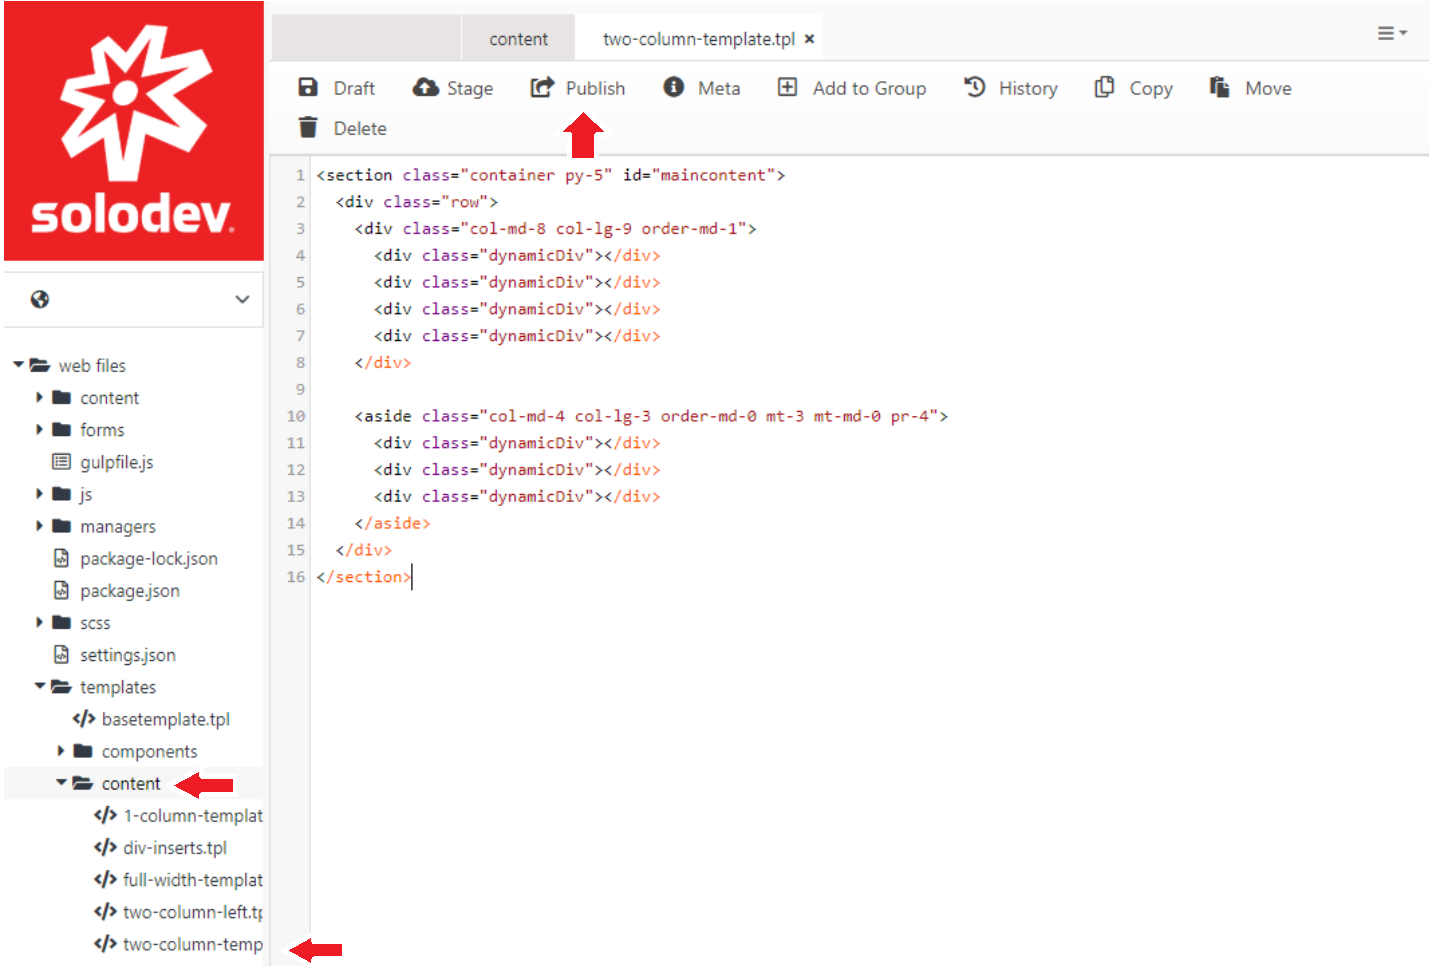 solodev
content
two-column-template.tpl ×
Draft
Stage
Publish
Meta
Add to Group
History
Copy
Move
Delete
web files
content
forms
gulpfile.js
js
managers
package-lock.json
package.json
scss
settings.json
templates
basetemplate.tpl
components
content
1-column-templat
div-inserts.tpl
full-width-templat
two-column-left.tp
two-column-temp
1 <section class="container py-5" id="maincontent">
2 <div class="row">
3 <div class="col-md-8 col-lg-9 order-md-1">
4 <div class="dynamicDiv"></div>
5 <div class="dynamicDiv"></div>
6 <div class="dynamicDiv"></div>
7 <div class="dynamicDiv"></div>
8 </div>
9
10 <aside class="col-md-4 col-lg-3 order-md-0 mt-3 mt-md-0 pr-4">
11 <div class="dynamicDiv"></div>
12 <div class="dynamicDiv"></div>
13 <div class="dynamicDiv"></div>
14 </aside>
15 </div>
16 </section>